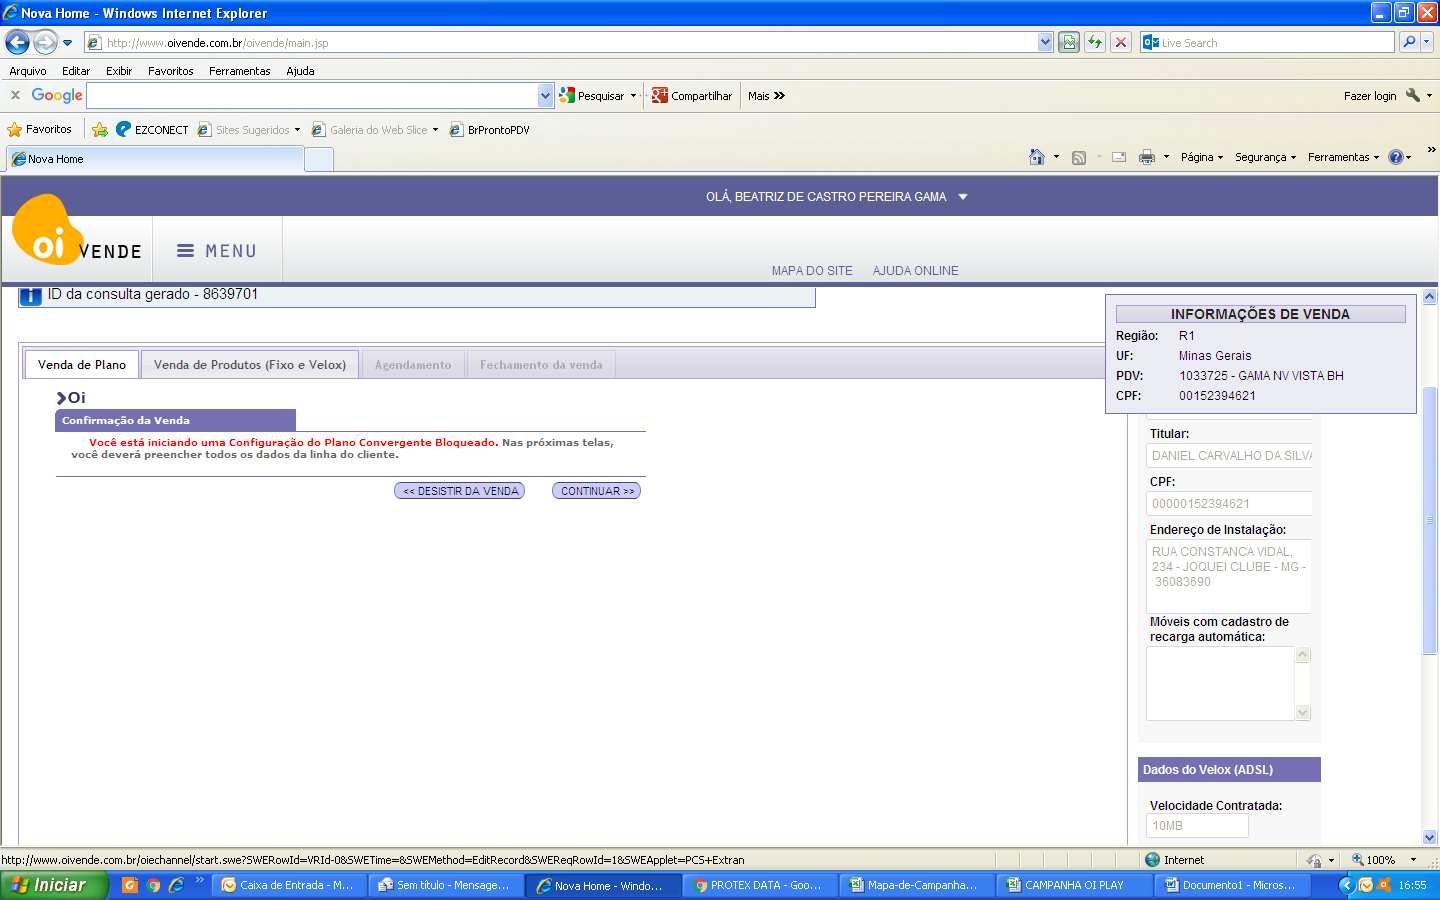 Nova Home - Windows Internet Explorer
http://www.oivende.com.br/oivende/main.jsp
Live Search
Arquivo Editar Exibir Favoritos Ferramentas Ajuda
x Google Pesquisar Compartilhar Mais >> Fazer login
Favoritos EZCONECT Sites Sugeridos Galeria do Web Slice BrProntoPDV
Nova Home Página Segurança Ferramentas
OLÁ, BEATRIZ DE CASTRO PEREIRA GAMA
oi VENDE MENU
MAPA DO SITE AJUDA ONLINE
ID da consulta gerado - 8639701
INFORMAÇÕES DE VENDA
Região: R1
UF: Minas Gerais
PDV: 1033725 - GAMA NV VISTA BH
CPF: 00152394621
Venda de Plano Venda de Produtos (Fixo e Velox) Agendamento Fechamento da venda
Oi
Confirmação da Venda
Você está iniciando uma Configuração do Plano Convergente Bloqueado. Nas próximas telas,
você deverá preencher todos os dados da linha do cliente.
<< DESISTIR DA VENDA CONTINUAR >>
Titular:
DANIEL CARVALHO DA SILVA
CPF:
00000152394621
Endereço de Instalação:
RUA CONSTANCA VIDAL,
234 - JOQUEI CLUBE - MG -
36083690
Móveis com cadastro de
recarga automática:
Dados do Velox (ADSL)
Velocidade Contratada:
10MB
http://www.oivende.com.br/oiechannel/start.swe?SWERowId=VRId-0&SWETime=&SWEMethod=EditRecord&SWEReqRowId=1&SWEApplet=PCS+Extran
Internet 100%
Iniciar Caixa de Entrada - M... Sem título - Mensage... Nova Home - Windo... PROTEX DATA - Goo... Mapa-de-Campanha... CAMPANHA OI PLAY Documento1 - Micros... 16:55